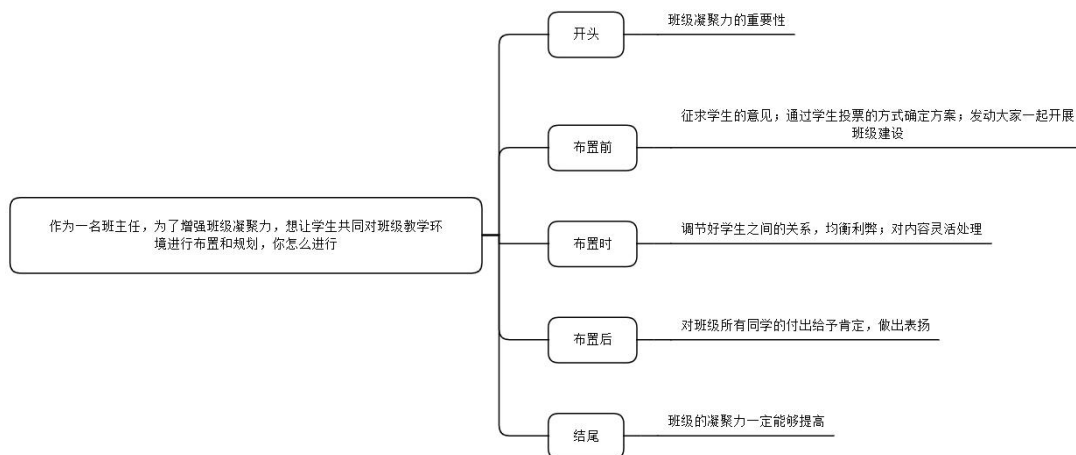 作为一名班主任，为了增强班级凝聚力，想让学生共同对班级教学环
境进行布置和规划，你怎么进行
开头
班级凝聚力的重要性
布置前
征求学生的意见；通过学生投票的方式确定方案；发动大家一起开展
班级建设
布置时
调节好学生之间的关系，均衡利弊；对内容灵活处理
布置后
对班级所有同学的付出给予肯定，做出表扬
结尾
班级的凝聚力一定能够提高